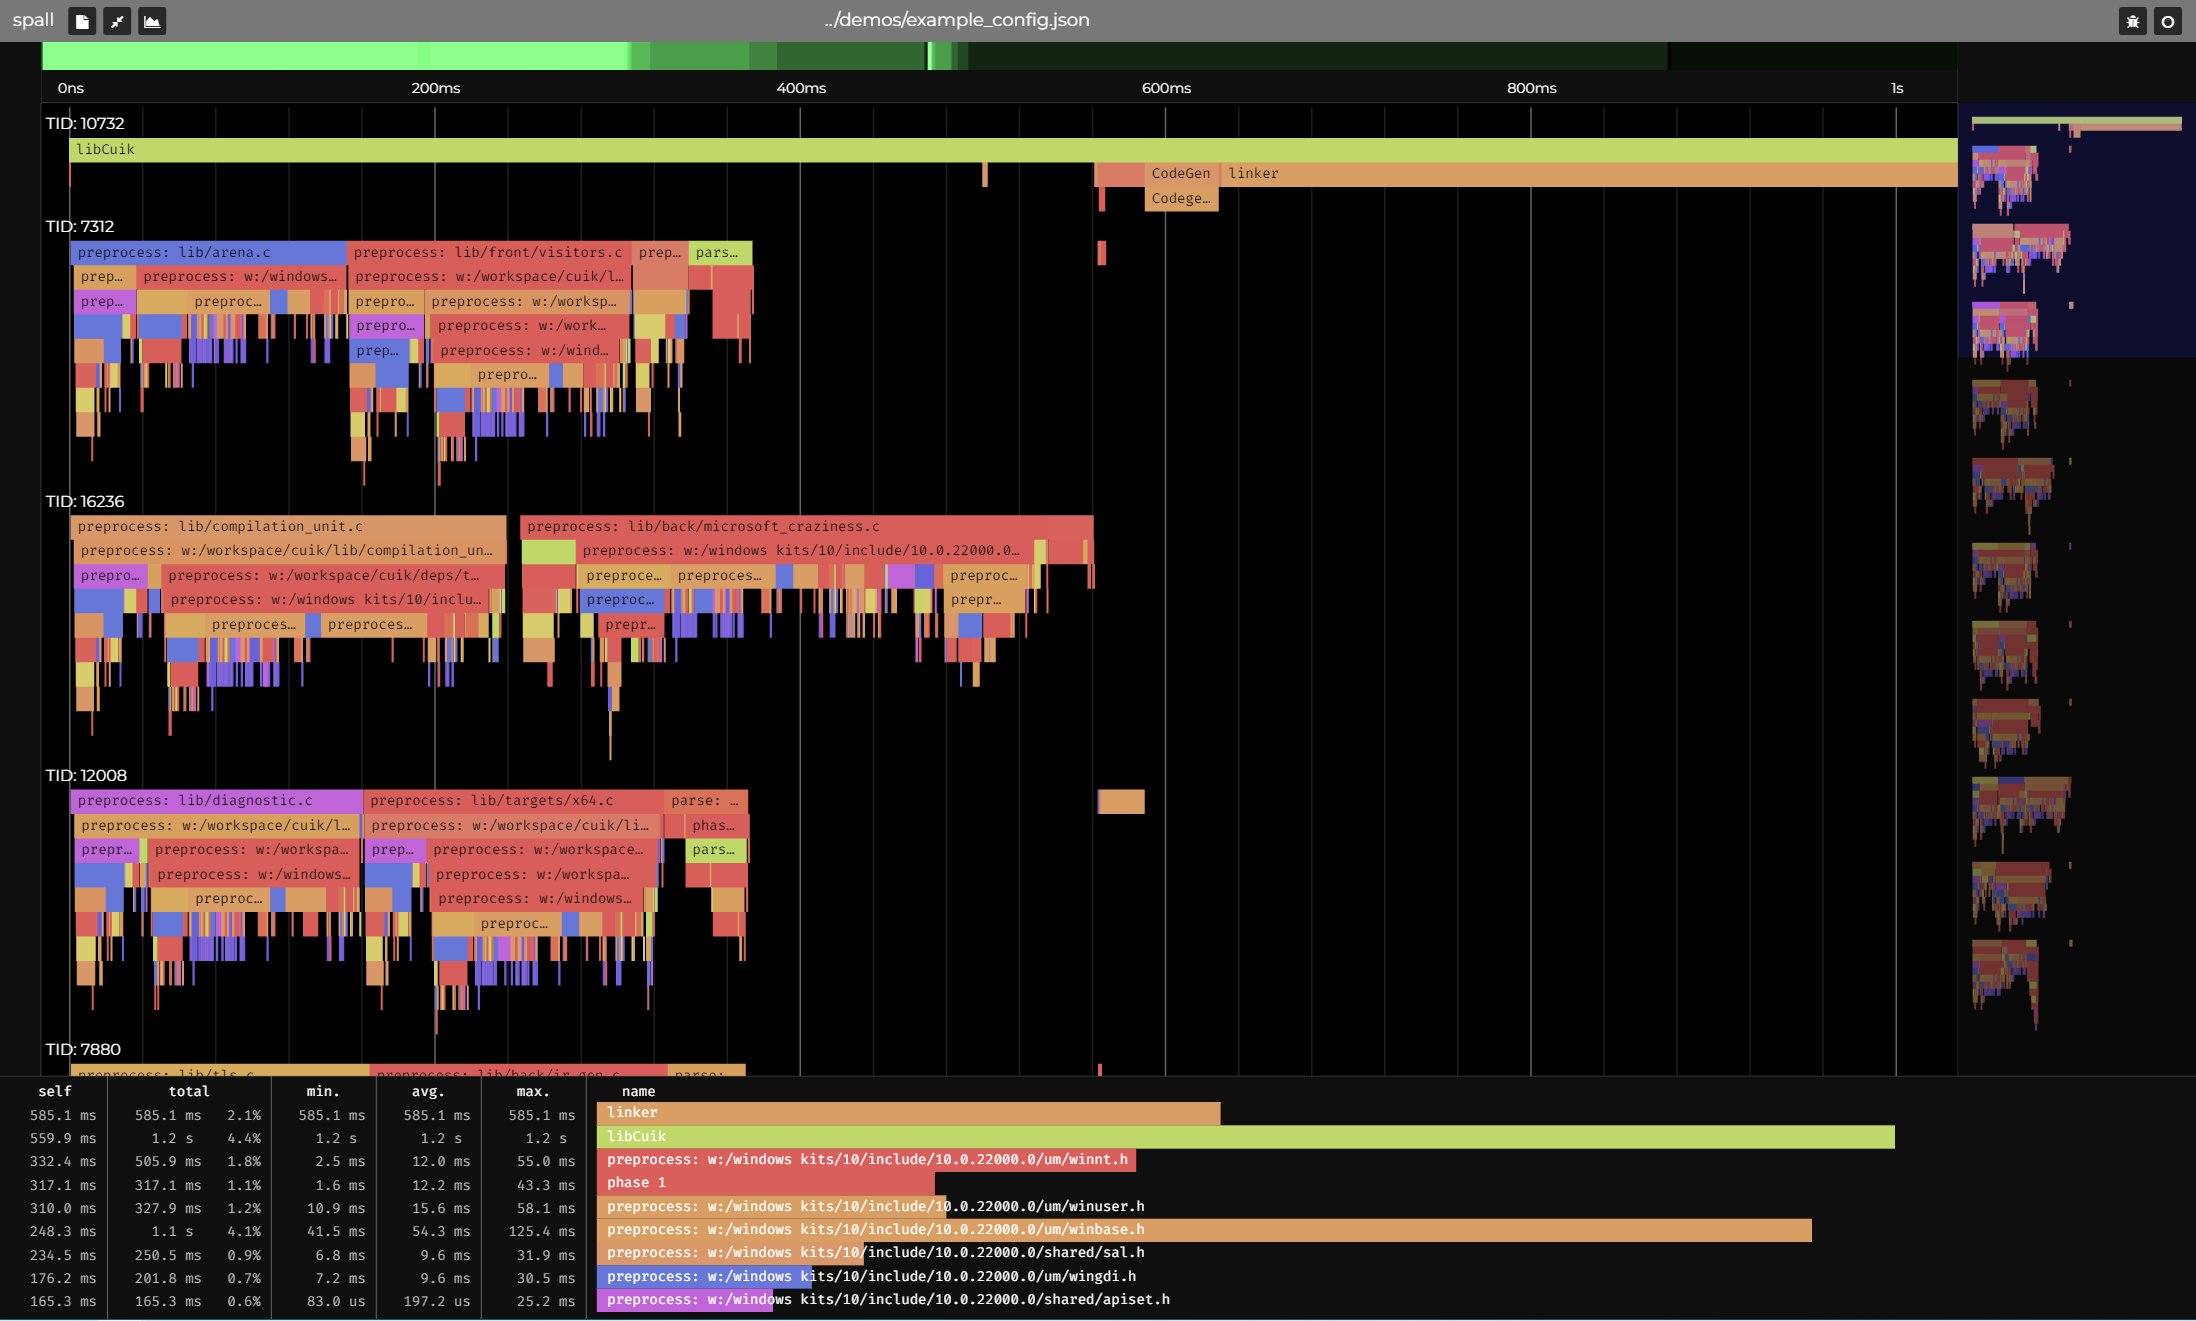 spall
../demos/example_config.json
0ns 200ms 400ms 600ms 800ms 1s
TID: 10732
libCuik
CodeGen linker
Codege…
TID: 7312
preprocess: lib/arena.c preprocess: lib/front/visitors.c prep… pars…
prep… preprocess: w:/windows… preprocess: w:/workspace/cuik/l…
prep… preproc… prepro… preprocess: w:/worksp…
prepro… preprocess: w:/work…
prep… preprocess: w:/wind…
prepro…
TID: 16236
preprocess: lib/compilation_unit.c preprocess: lib/back/microsoft_craziness.c
preprocess: w:/workspace/cuik/lib/compilation_un… preprocess: w:/windows kits/10/include/10.0.22000.0…
prepro… preprocess: w:/workspace/cuik/deps/t… preproce… preproces… preproc…
preprocess: w:/windows kits/10/inclu… preproc… prepr…
preproces… preproces… prepr…
TID: 12008
preprocess: lib/diagnostic.c preprocess: lib/targets/x64.c parse: …
preprocess: w:/workspace/cuik/l… preprocess: w:/workspace/cuik/li… phas…
prepr… preprocess: w:/workspa… prep… preprocess: w:/workspace… pars…
preprocess: w:/windows… preprocess: w:/workspa…
preproc… preprocess: w:/windows…
preproc…
TID: 7880
preprocess: lib/tls.c preprocess: lib/back/ir_gen.c parse:
self total min. avg. max. name
585.1 ms 585.1 ms 2.1% 585.1 ms 585.1 ms 585.1 ms linker
559.9 ms 1.2 s 4.4% 1.2 s 1.2 s 1.2 s libCuik
332.4 ms 505.9 ms 1.8% 2.5 ms 12.0 ms 55.0 ms preprocess: w:/windows kits/10/include/10.0.22000.0/um/winnt.h
317.1 ms 317.1 ms 1.1% 1.6 ms 12.2 ms 43.3 ms phase 1
310.0 ms 327.9 ms 1.2% 10.9 ms 15.6 ms 58.1 ms preprocess: w:/windows kits/10/include/10.0.22000.0/um/winuser.h
248.3 ms 1.1 s 4.1% 41.5 ms 54.3 ms 125.4 ms preprocess: w:/windows kits/10/include/10.0.22000.0/um/winbase.h
234.5 ms 250.5 ms 0.9% 6.8 ms 9.6 ms 31.9 ms preprocess: w:/windows kits/10/include/10.0.22000.0/shared/sal.h
176.2 ms 201.8 ms 0.7% 7.2 ms 9.6 ms 30.5 ms preprocess: w:/windows kits/10/include/10.0.22000.0/um/wingdi.h
165.3 ms 165.3 ms 0.6% 83.0 us 197.2 us 25.2 ms preprocess: w:/windows kits/10/include/10.0.22000.0/shared/apiset.h